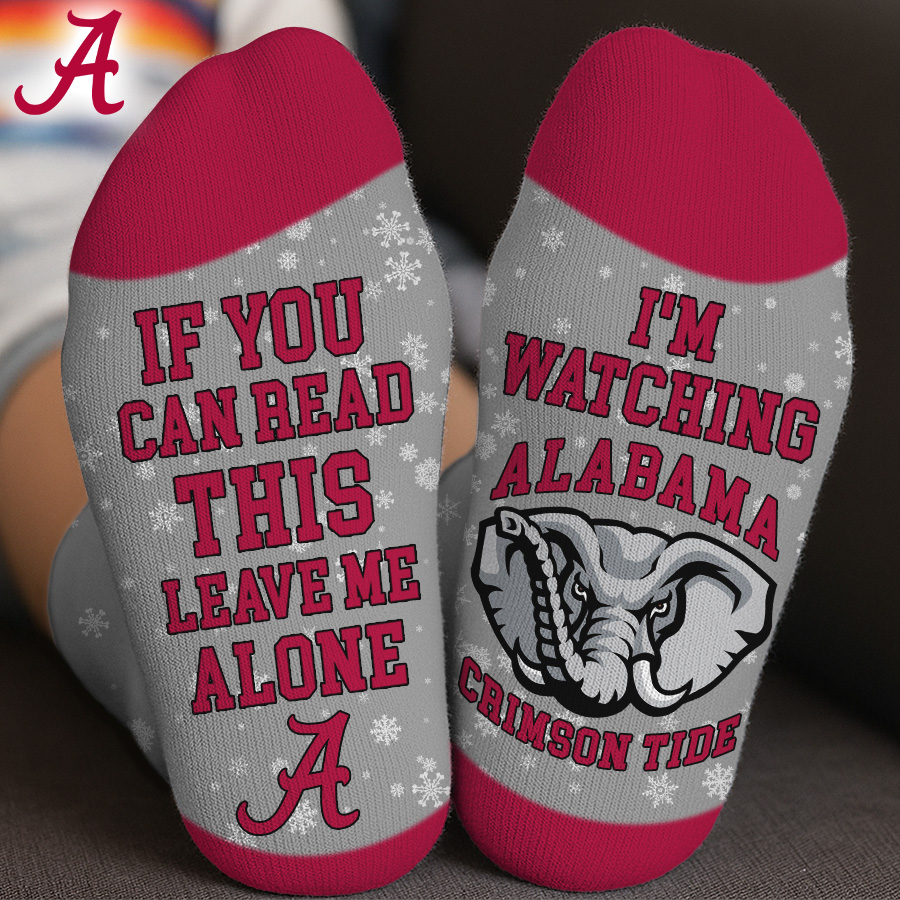 A
IF YOU
CAN READ
THIS
LEAVE ME
ALONE
A
I'M
WATCHING
ALABAMA
CRIMSON TIDE